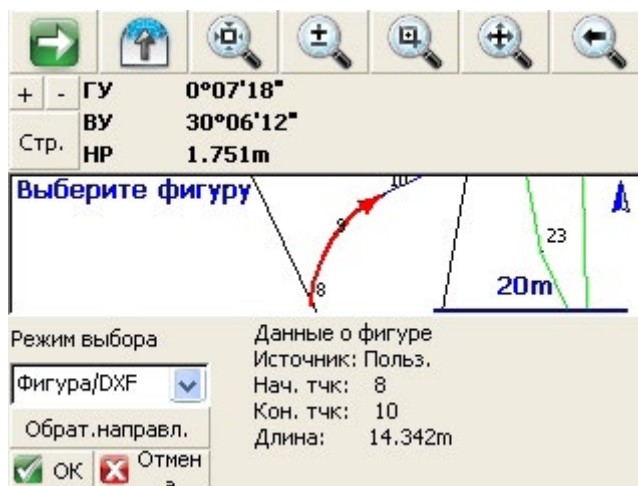 + - ГУ 0°07'18"
ВУ 30°06'12"
Стр.
НР 1.751m
Выберите фигуру
10
9
8
23
20m
Режим выбора
Фигура/DXF
Обрат.направл.
ОК
Отмен
а
Данные о фигуре
Источник: Польз.
Нач. тчк: 8
Кон. тчк: 10
Длина: 14.342m